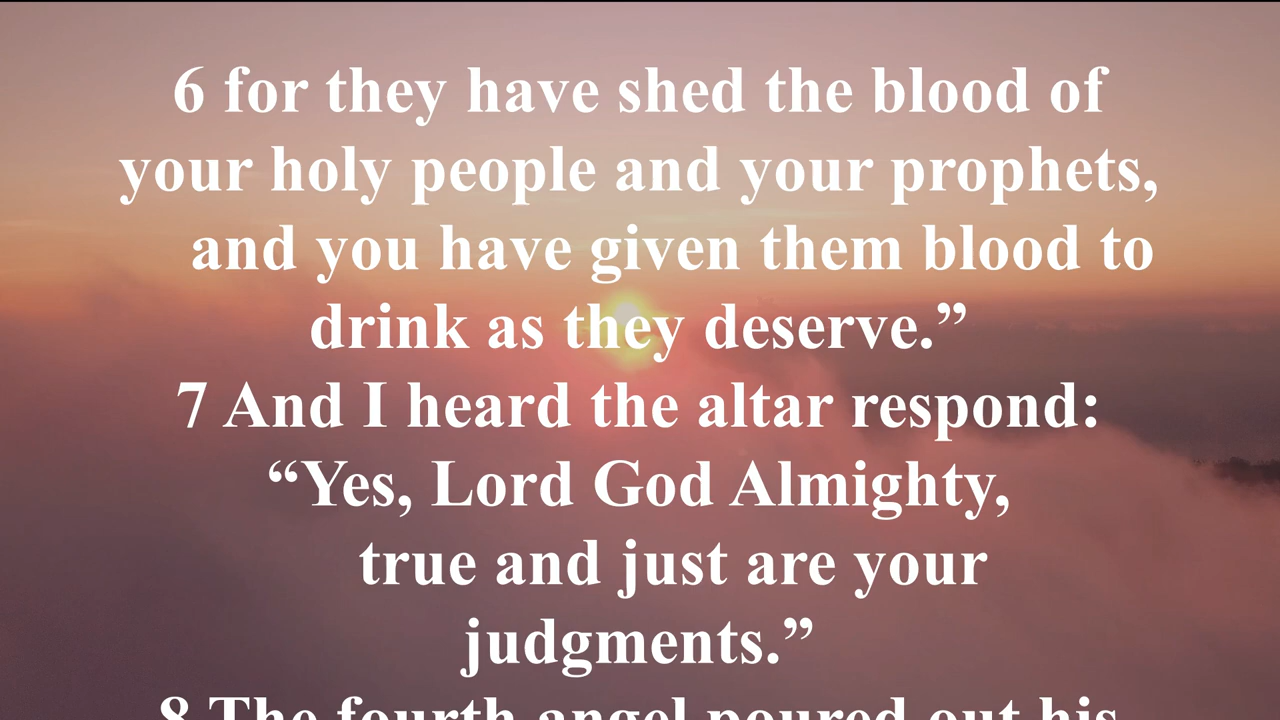 6 for they have shed the blood of
your holy people and your prophets,
and you have given them blood to
drink as they deserve.”
7 And I heard the altar respond:
“Yes, Lord God Almighty,
true and just are your
judgments.”
8 The fourth angel poured out his